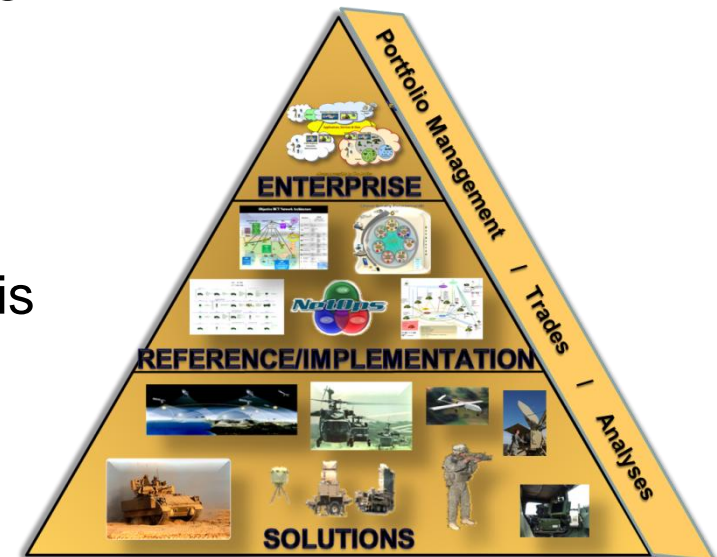 Portfolio Management / Trades / Analyses
ENTERPRISE
is
NetOps
REFERENCE/IMPLEMENTATION
SOLUTIONS